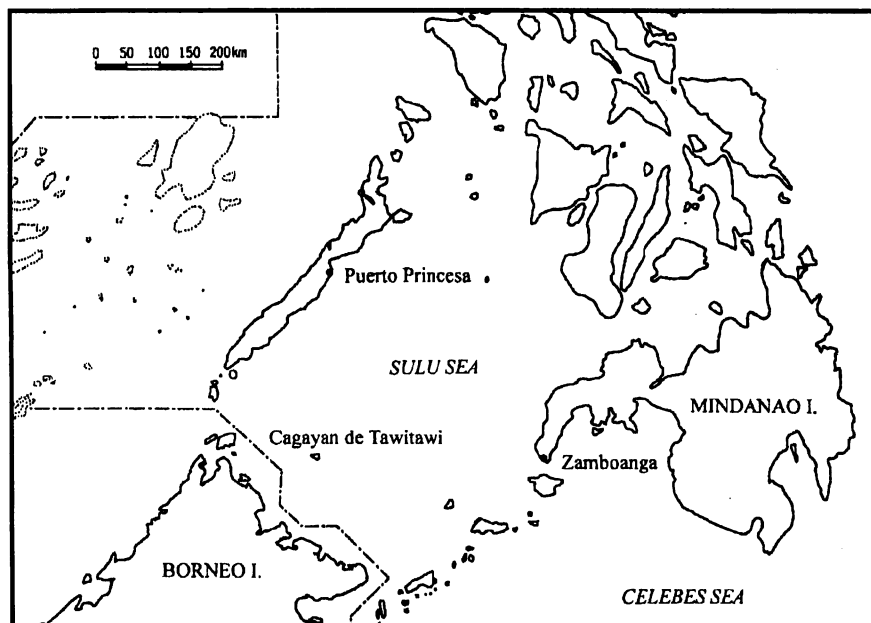 0 50 100 150 200km
Puerto Princesa
SULU SEA
MINDANAO I.
Cagayan de Tawitawi
Zamboanga
BORNEO I.
CELEBES SEA